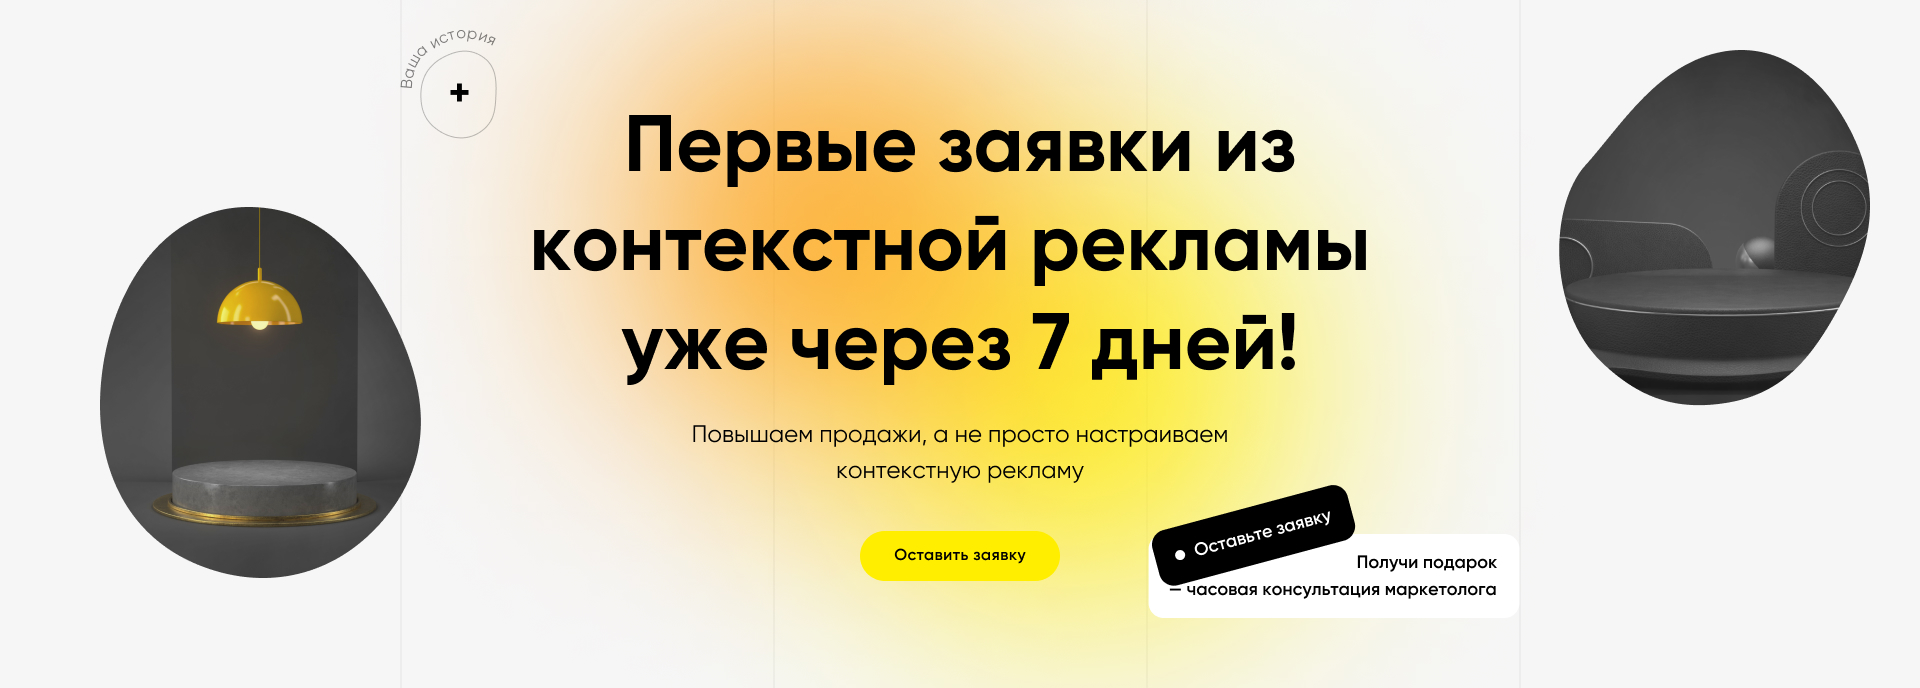 Ваша история
+
Первые заявки из
контекстной рекламы
уже через 7 дней!
Повышаем продажи, а не просто настраиваем
контекстную рекламу
Оставить заявку
Оставьте заявку
Получи подарок
– часовая консультация маркетолога